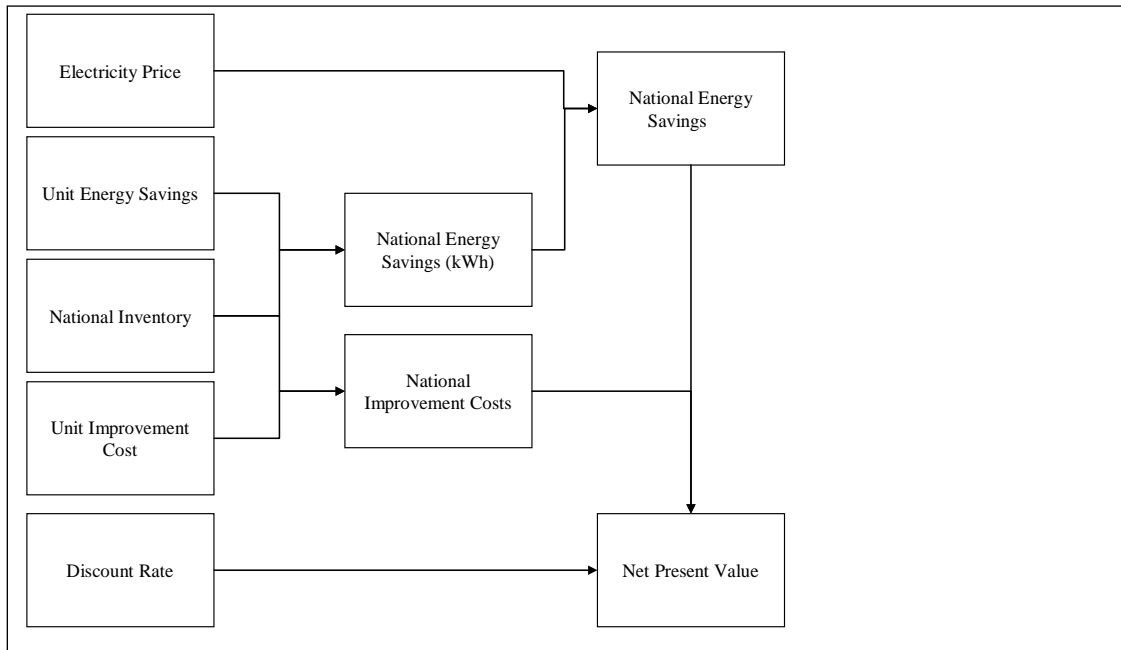 Electricity Price
National Energy
Savings
Unit Energy Savings
National Energy
Savings (kWh)
National Inventory
National
Improvement Costs
Unit Improvement
Cost
Discount Rate
Net Present Value